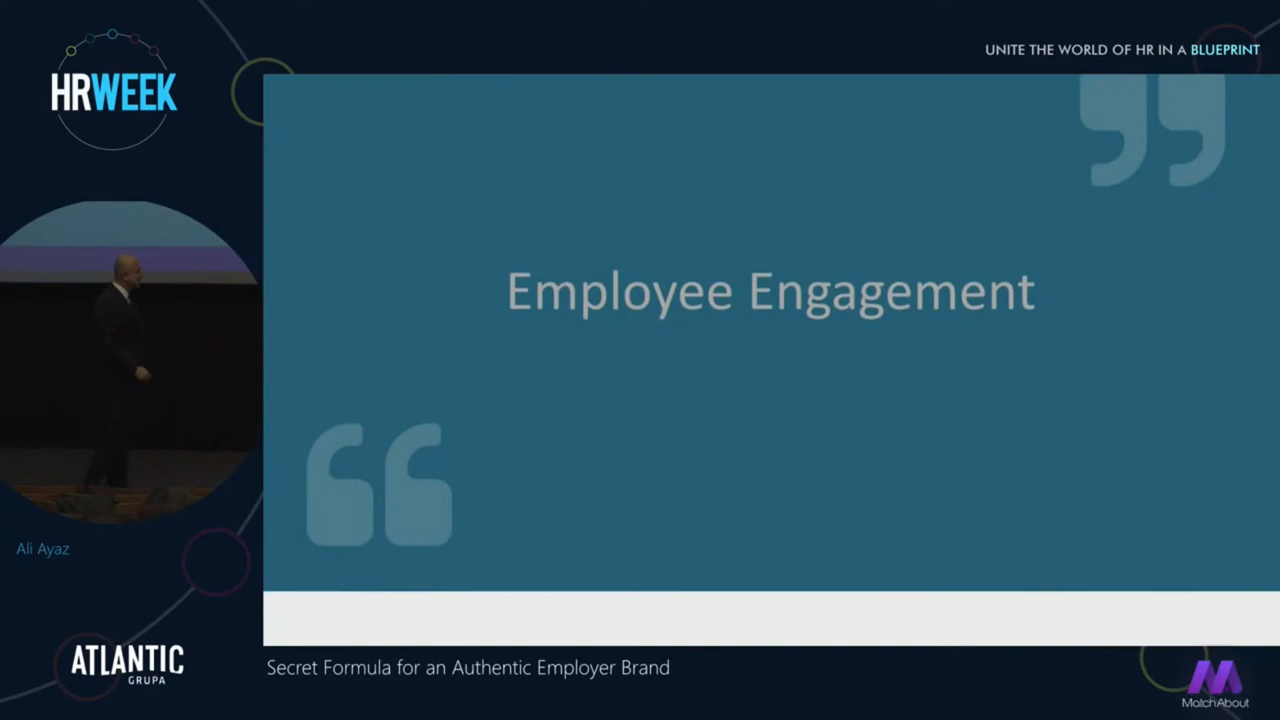 HRWEEK
UNITE THE WORLD OF HR IN A BLUEPRINT
Employee Engagement
Ali Ayaz
ATLANTIC
GRUPA
Secret Formula for an Authentic Employer Brand
MatchAbout